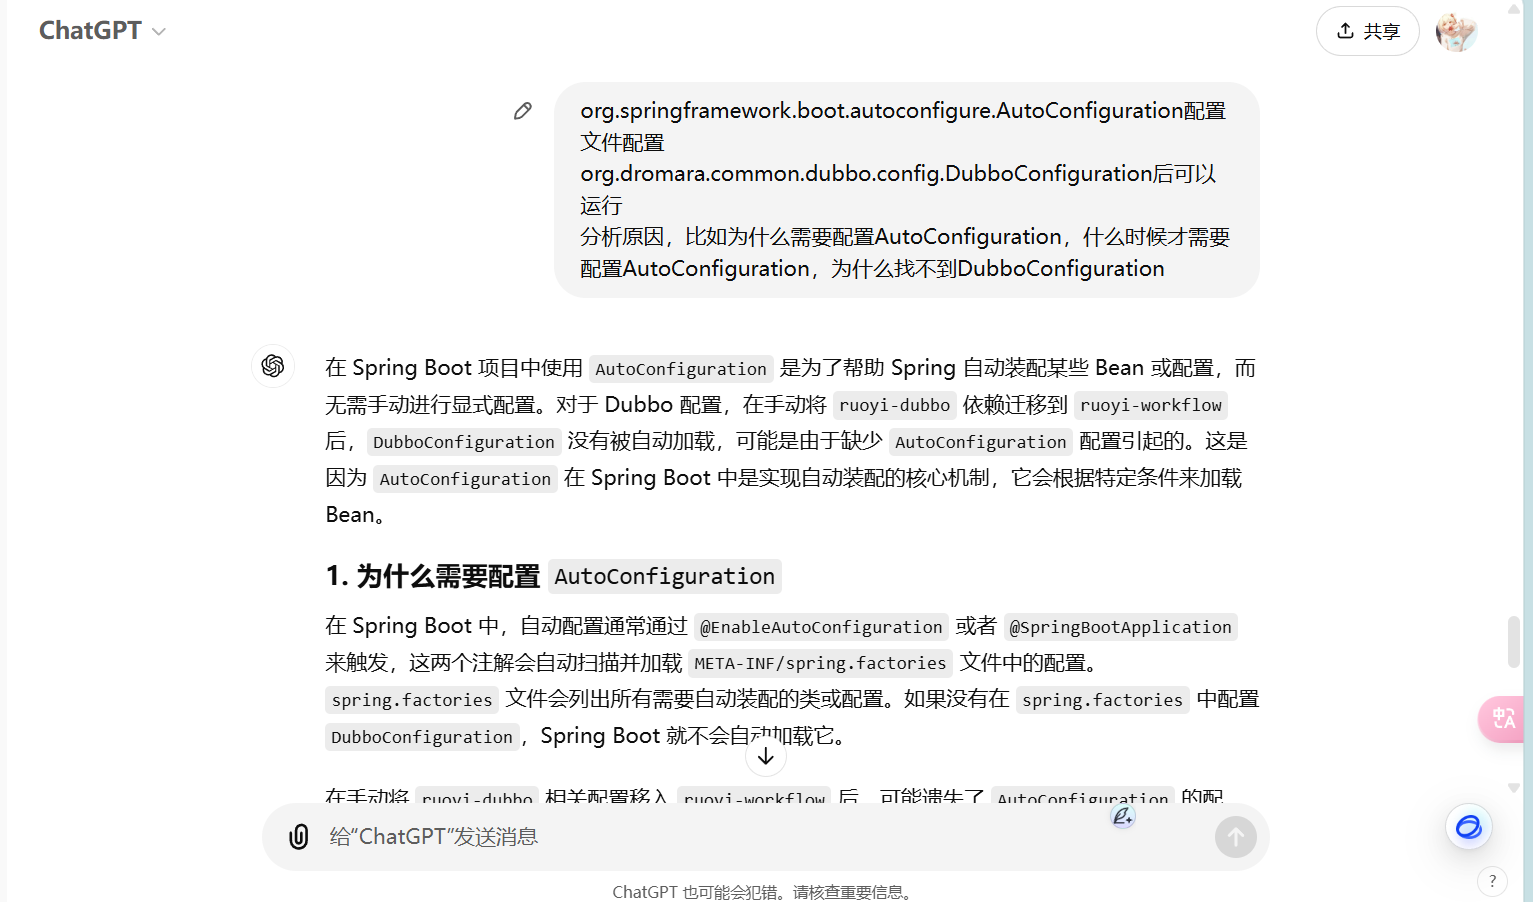 ChatGPT
共享
org.springframework.boot.autoconfigure.AutoConfiguration配置
文件配置
org.dromara.common.dubbo.config.DubboConfiguration后可以
运行
分析原因，比如为什么需要配置AutoConfiguration，什么时候才需要
配置AutoConfiguration，为什么找不到DubboConfiguration
在 Spring Boot 项目中使用 AutoConfiguration 是为了帮助 Spring 自动装配某些 Bean 或配置，而
无需手动进行显式配置。对于 Dubbo 配置，在手动将 ruoyi-dubbo 依赖迁移到 ruoyi-workflow
后， DubboConfiguration 没有被自动加载，可能是由于缺少 AutoConfiguration 配置引起的。这是
因为 AutoConfiguration 在 Spring Boot 中是实现自动装配的核心机制，它会根据特定条件来加载
Bean。
1. 为什么需要配置 AutoConfiguration
在 Spring Boot 中，自动配置通常通过 @EnableAutoConfiguration 或者 @SpringBootApplication
来触发，这两个注解会自动扫描并加载 META-INF/spring.factories 文件中的配置。
spring.factories 文件会列出所有需要自动装配的类或配置。如果没有在 spring.factories 中配置
DubboConfiguration ，Spring Boot 就不会自动加载它。
在手动将 ruoyi-dubbo 相关配置移入 ruoyi-workflow 后，可能遗失了 AutoConfiguration 的配
给“ChatGPT”发送消息
ChatGPT 也可能会犯错。请核查重要信息。
?